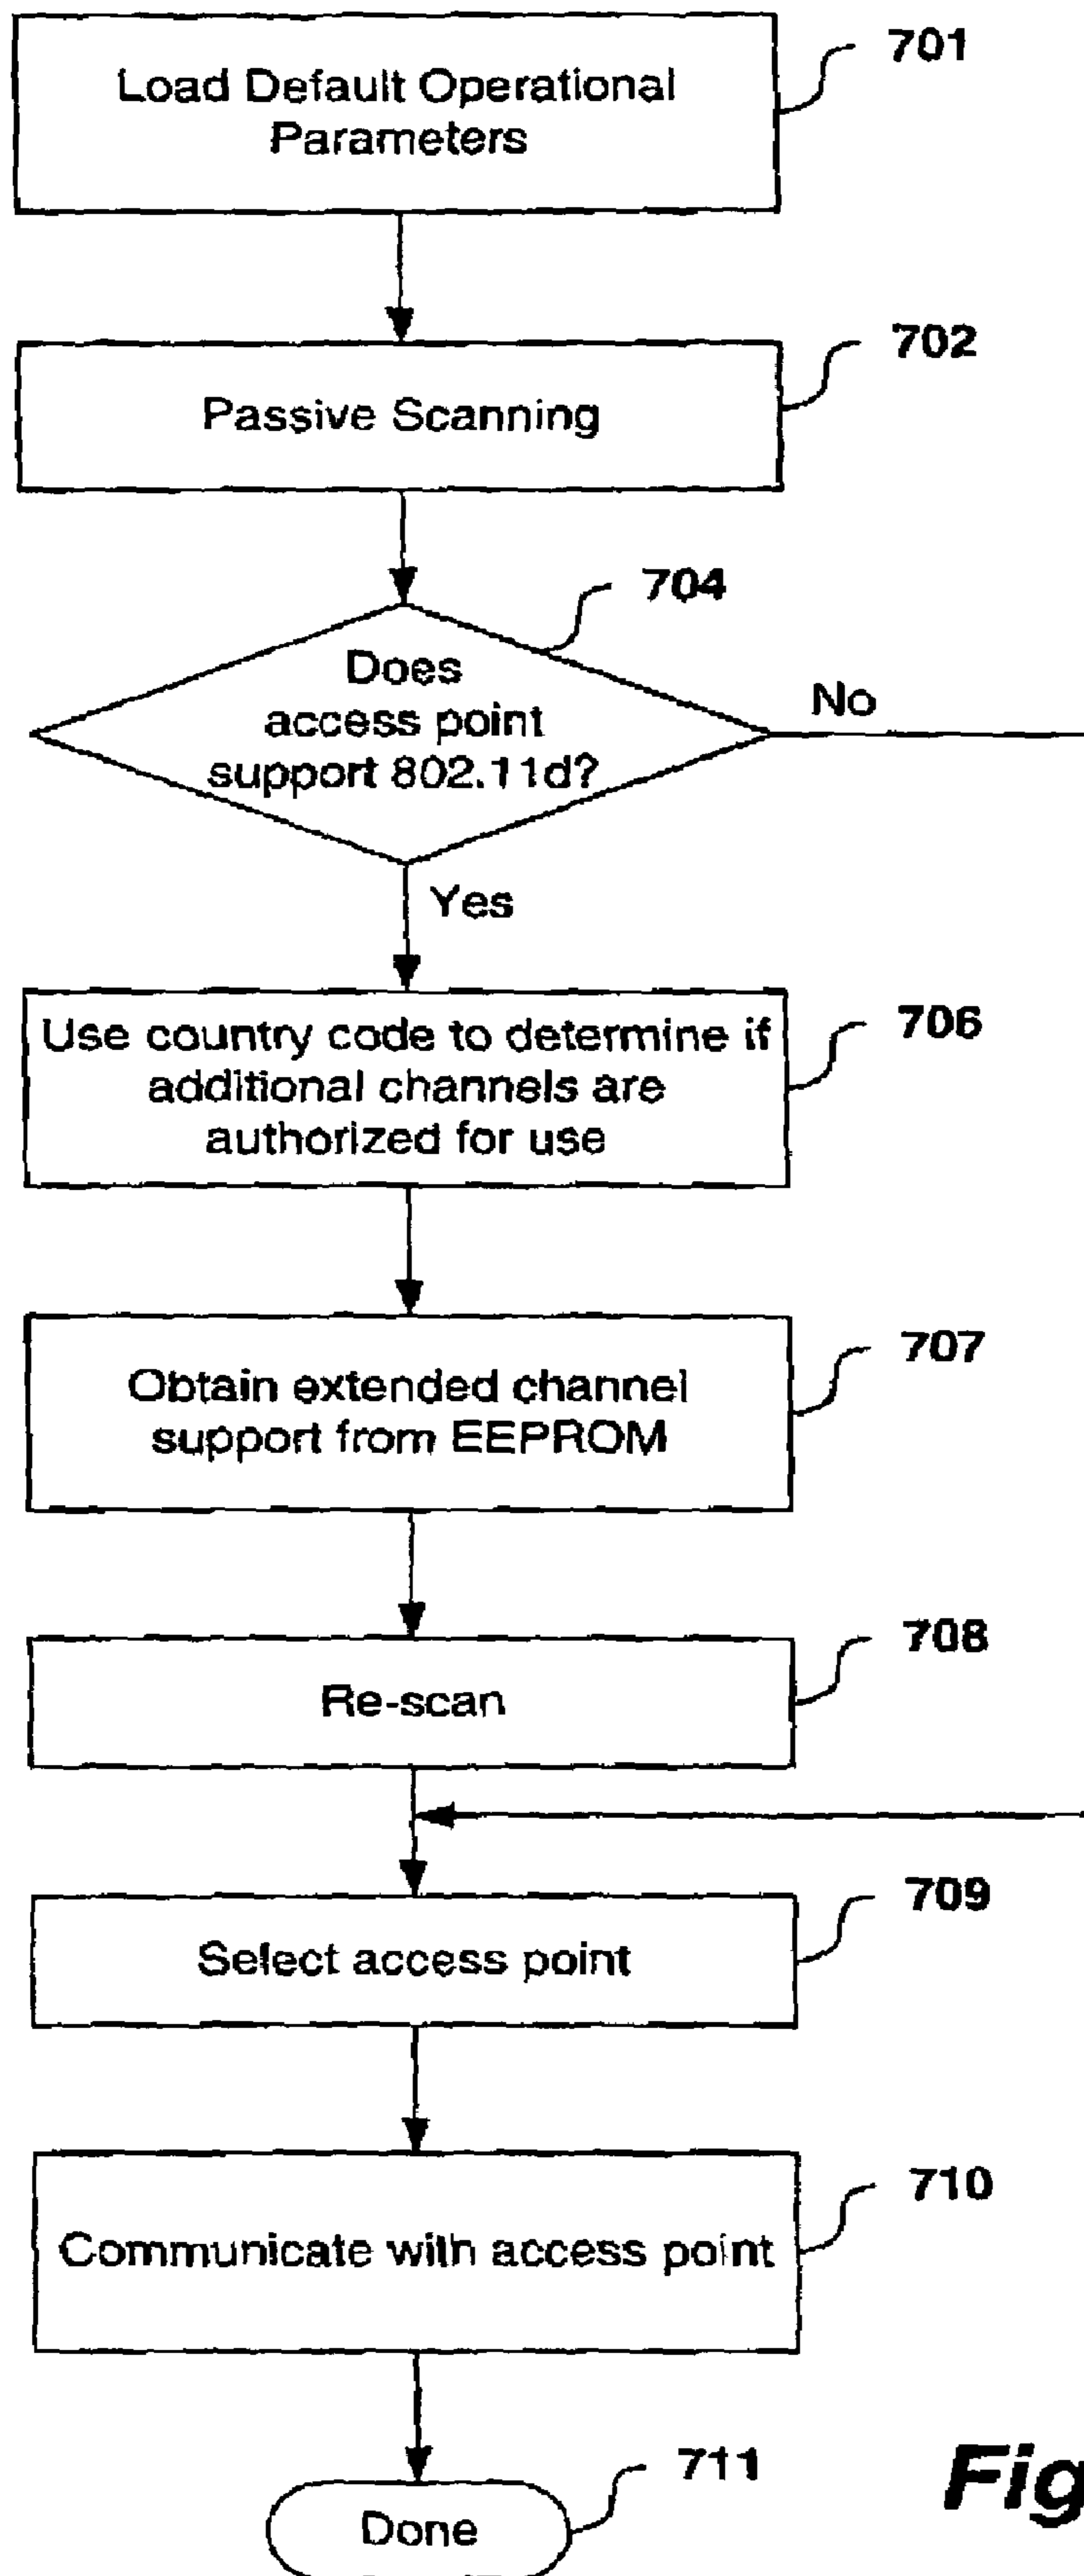 Load Default Operational
Parameters
701
Passive Scanning
702
704
Does
access point
support 802.11d?
No
Yes
Use country code to determine if
additional channels are
authorized for use
706
Obtain extended channel
support from EEPROM
707
Re-scan
708
Select access point
709
Communicate with access point
710
Done
711
Fig